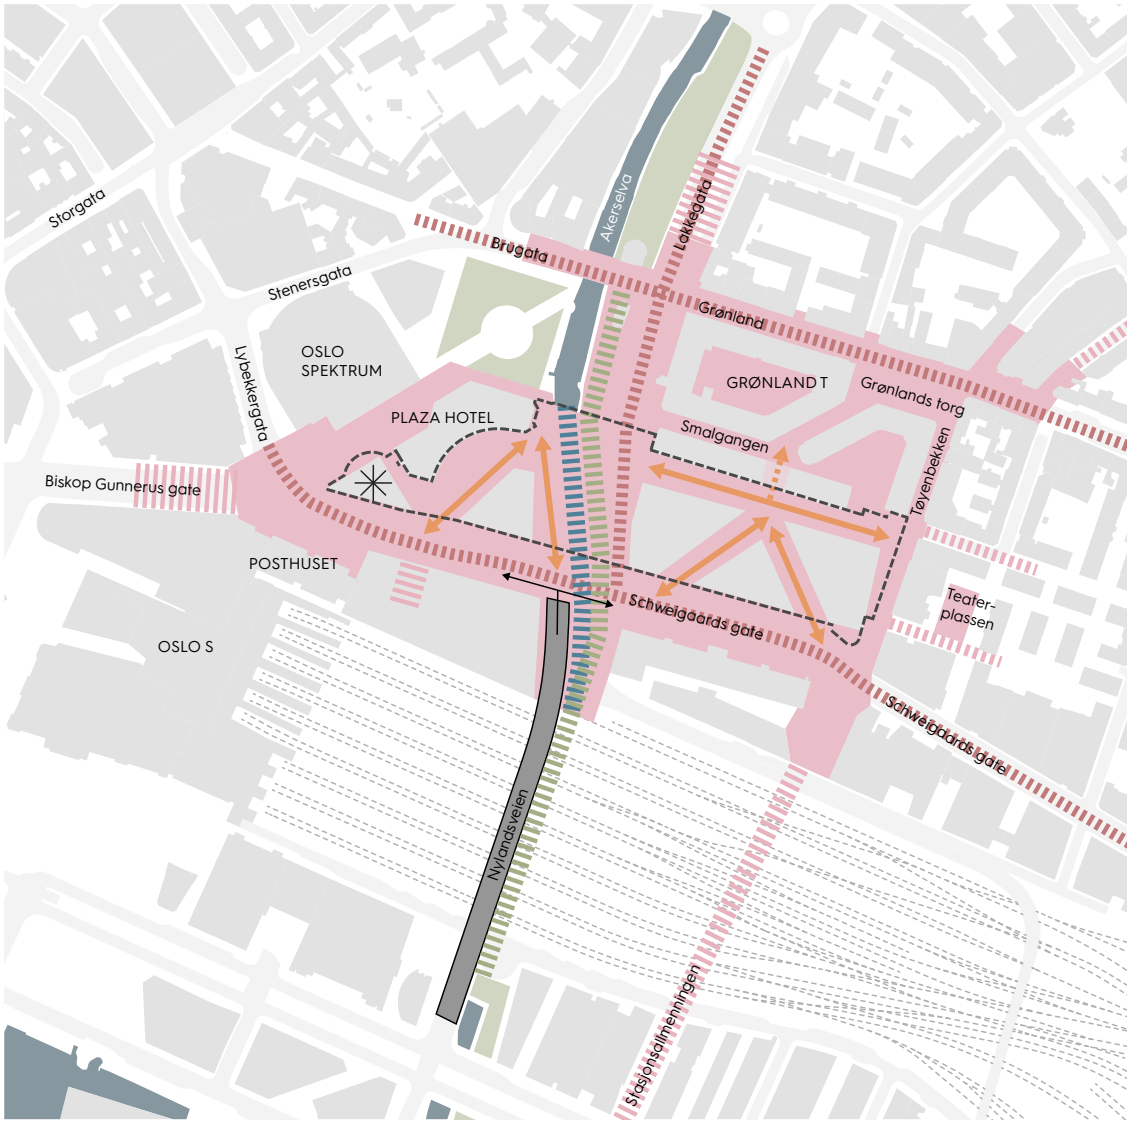 Akerselva
Lakkegata
Storgata
Brugata
Stenersgata
Grønland
Lybekkergata
OSLO
SPEKTRUM
GRØNLAND T
Grønlands torg
PLAZA HOTEL
Smalgangen
Tøyenbekken
Biskop Gunnerus gate
POSTHUSET
Teater-
plassen
Schweigaards gate
OSLO S
Schweigaards gate
Nylandsveien
Stasjonsallmenningen